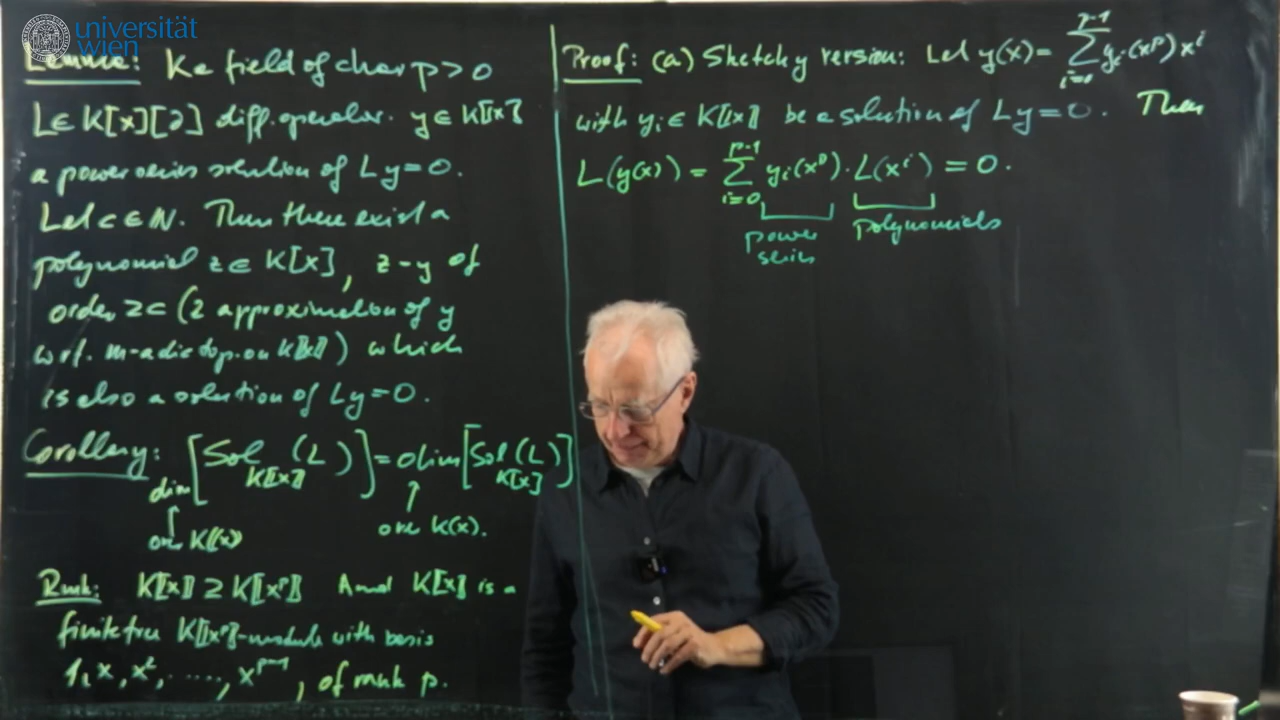 universität
wien
Lemma: K a field of char p > 0
L ∈ K[x][∂] diff. operator. y ∈ K[[x]]
a power series solution of Ly = 0.
Let c ∈ ℕ. Then there exist a
polynomial z ∈ K[x], z - y of
order ≥ c (z approximation of y
w.r.t. m-adic top. on K[[x]]) which
is also a solution of Ly = 0.
Corollary: dim [Sol_{K[[x]]} (L)] = dim [Sol_{K[x]} (L)]
over K((x)) over K(x).
Rmk: K[[x]] ⊇ K[[x^p]] And K[[x]] is a
finite free K[[x^p]]-module with basis
1, x, x^2, ....., x^{p-1}, of rank p.
Proof: (a) Sketchy version: Let y(x) = ∑_{i=0}^{p-1} y_i(x^p) x^i
with y_i ∈ K[[x]] be a solution of Ly = 0. Then
L(y(x)) = ∑_{i=0}^{p-1} y_i(x^p) · L(x^i) = 0.
power series polynomials